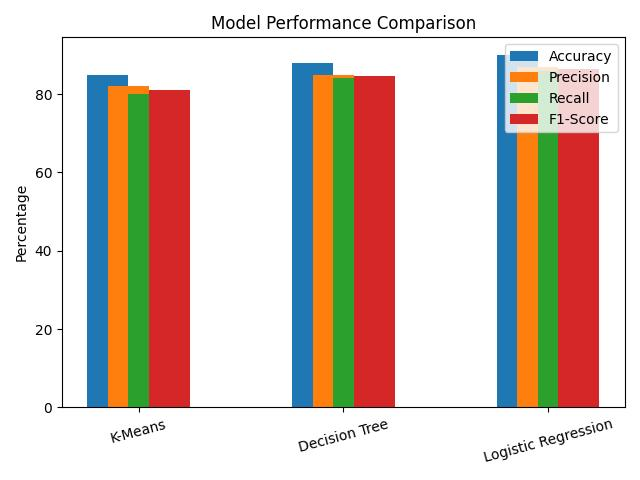 Model Performance Comparison
Accuracy
Precision
Recall
F1-Score
Percentage
80
60
40
20
0
K-Means
Decision Tree
Logistic Regression